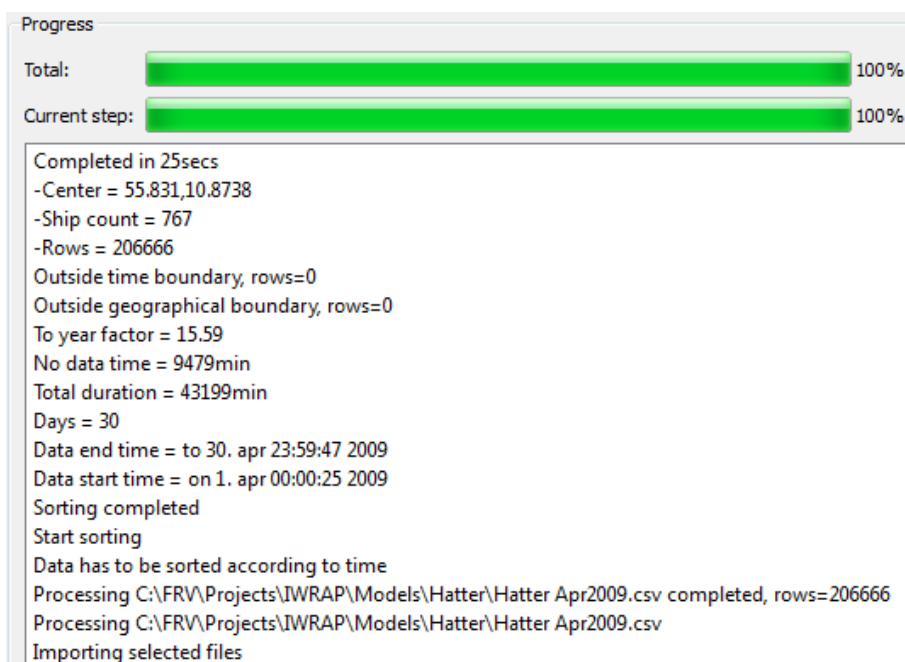 Progress
Total: 100%
Current step: 100%
Completed in 25secs
-Center = 55.831,10.8738
-Ship count = 767
-Rows = 206666
Outside time boundary, rows=0
Outside geographical boundary, rows=0
To year factor = 15.59
No data time = 9479min
Total duration = 43199min
Days = 30
Data end time = to 30. apr 23:59:47 2009
Data start time = on 1. apr 00:00:25 2009
Sorting completed
Start sorting
Data has to be sorted according to time
Processing C:\FRV\Projects\IWRAP\Models\Hatter\Hatter Apr2009.csv completed, rows=206666
Processing C:\FRV\Projects\IWRAP\Models\Hatter\Hatter Apr2009.csv
Importing selected files